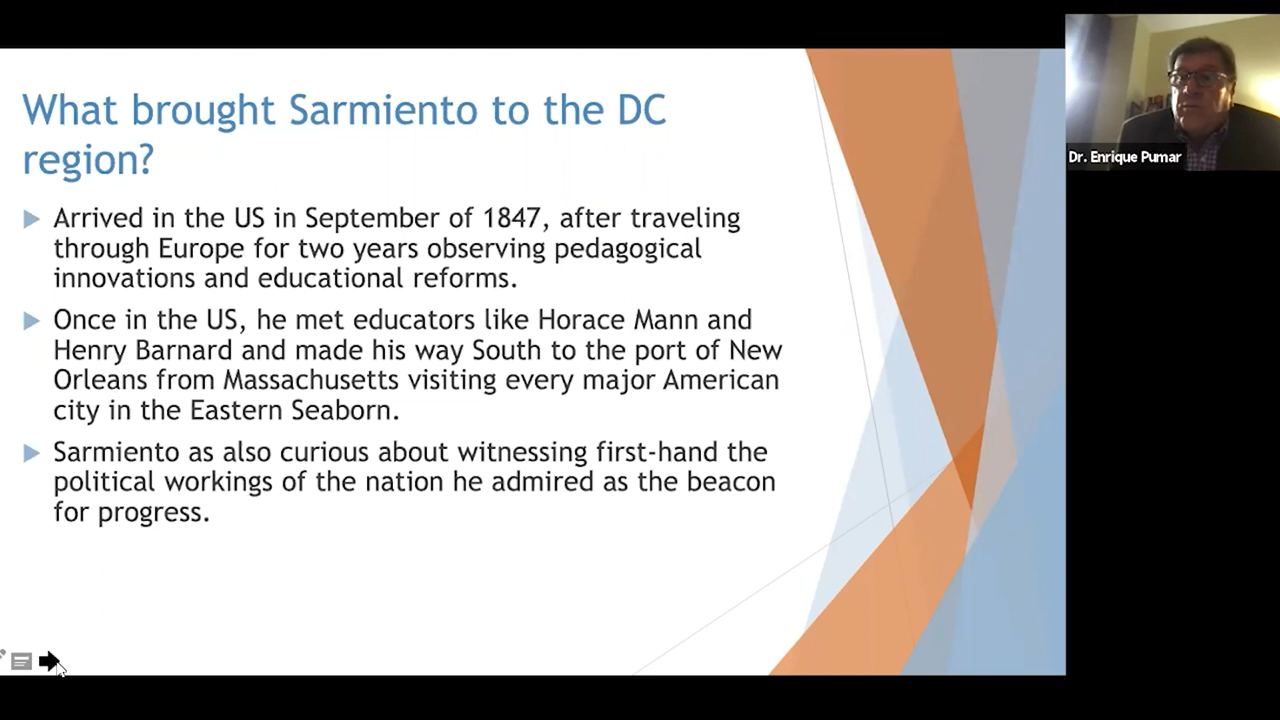 What brought Sarmiento to the DC
region?
Arrived in the US in September of 1847, after traveling
through Europe for two years observing pedagogical
innovations and educational reforms.
Once in the US, he met educators like Horace Mann and
Henry Barnard and made his way South to the port of New
Orleans from Massachusetts visiting every major American
city in the Eastern Seaborn.
Sarmiento as also curious about witnessing first-hand the
political workings of the nation he admired as the beacon
for progress.
Dr. Enrique Pumar